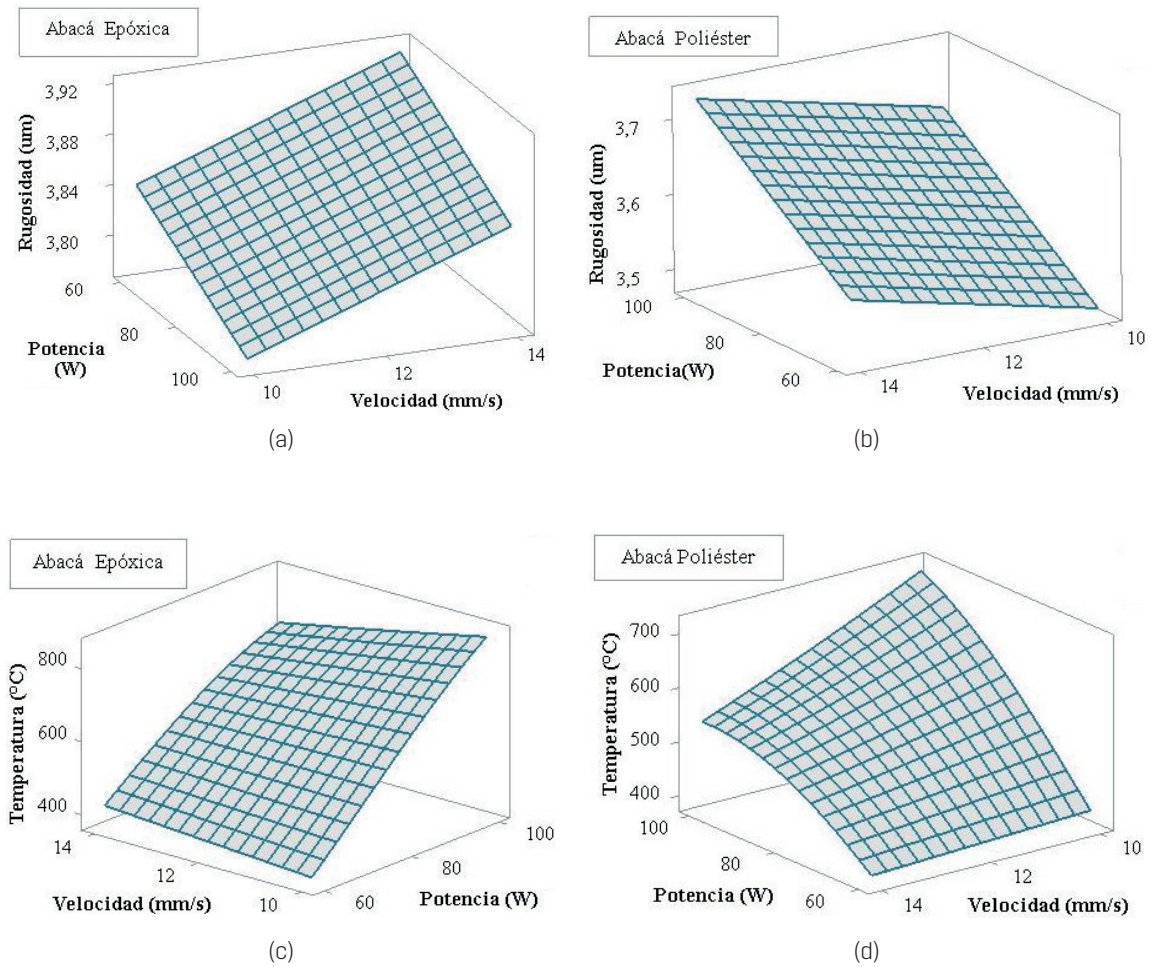 Abacá Epóxica
3,92
3,88
3,84
3,80
Rugosidad (um)
60
80
100
Potencia
(W)
10
12
14
Velocidad (mm/s)
(a)
Abacá Poliéster
3,7
3,6
3,5
Rugosidad (um)
100
80
60
Potencia(W)
14
12
10
Velocidad (mm/s)
(b)
Abacá Epóxica
800
600
400
Temperatura (ºC)
14
12
10
Velocidad (mm/s)
60
80
100
Potencia (W)
(c)
Abacá Poliéster
700
600
500
400
Temperatura (ºC)
100
80
60
Potencia (W)
14
12
10
Velocidad (mm/s)
(d)